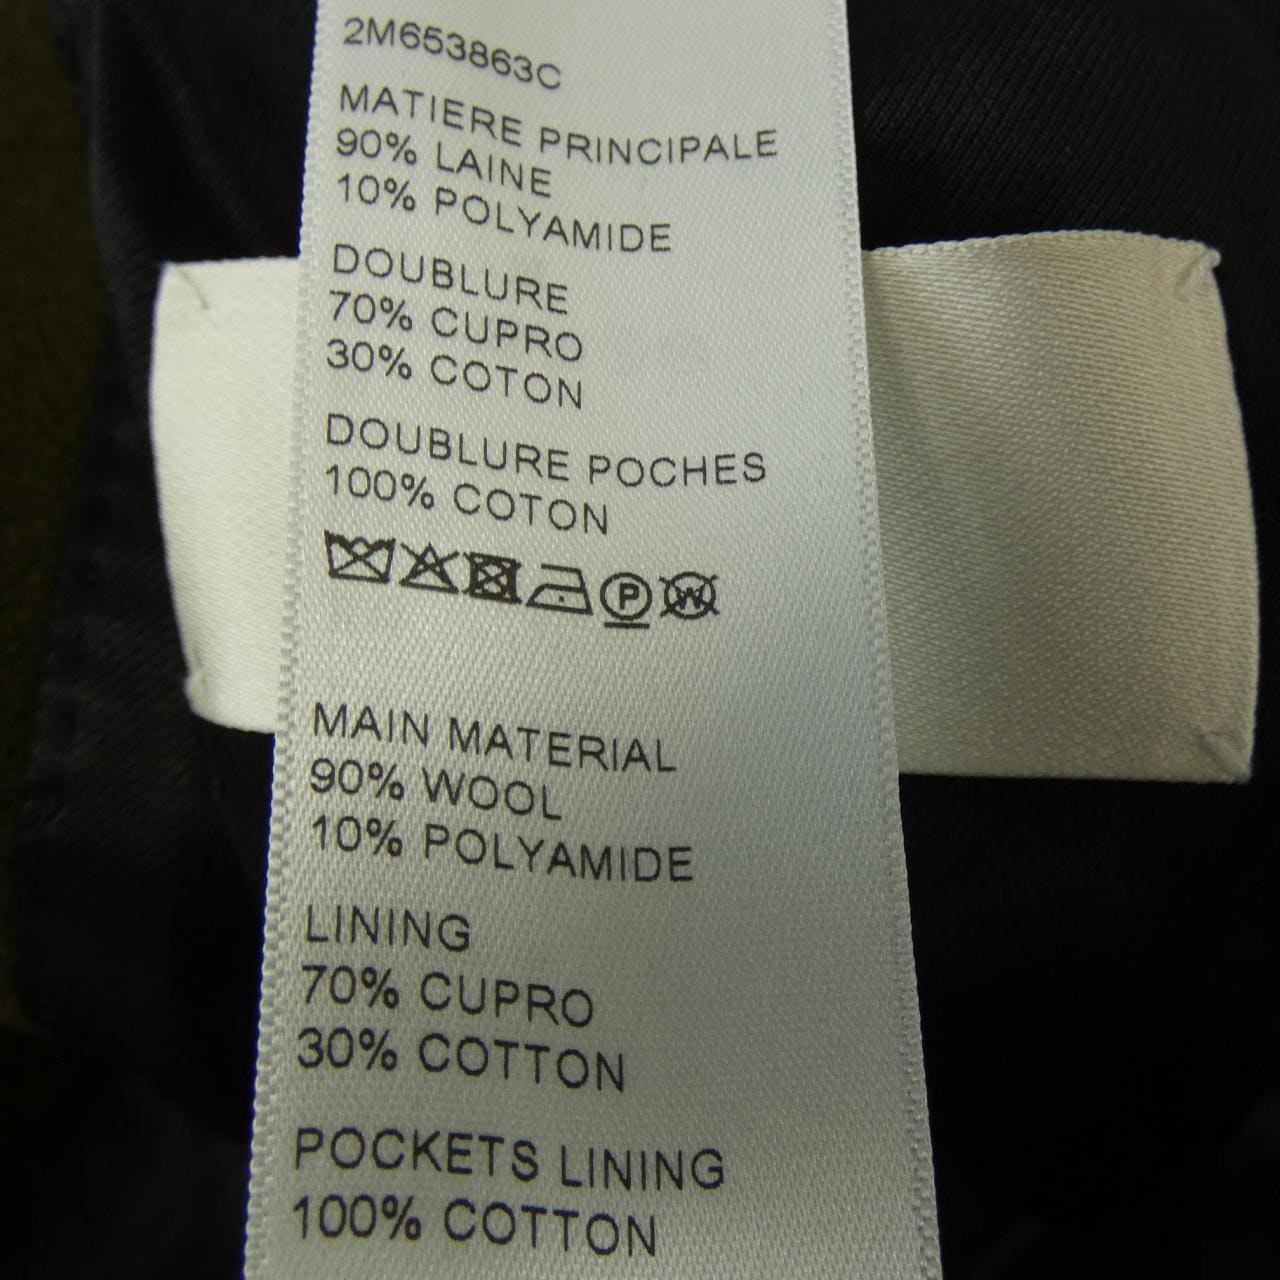 2M653863C
MATIERE PRINCIPALE
90% LAINE
10% POLYAMIDE
DOUBLURE
70% CUPRO
30% COTON
DOUBLURE POCHES
100% COTON
P W
MAIN MATERIAL
90% WOOL
10% POLYAMIDE
LINING
70% CUPRO
30% COTTON
POCKETS LINING
100% COTTON